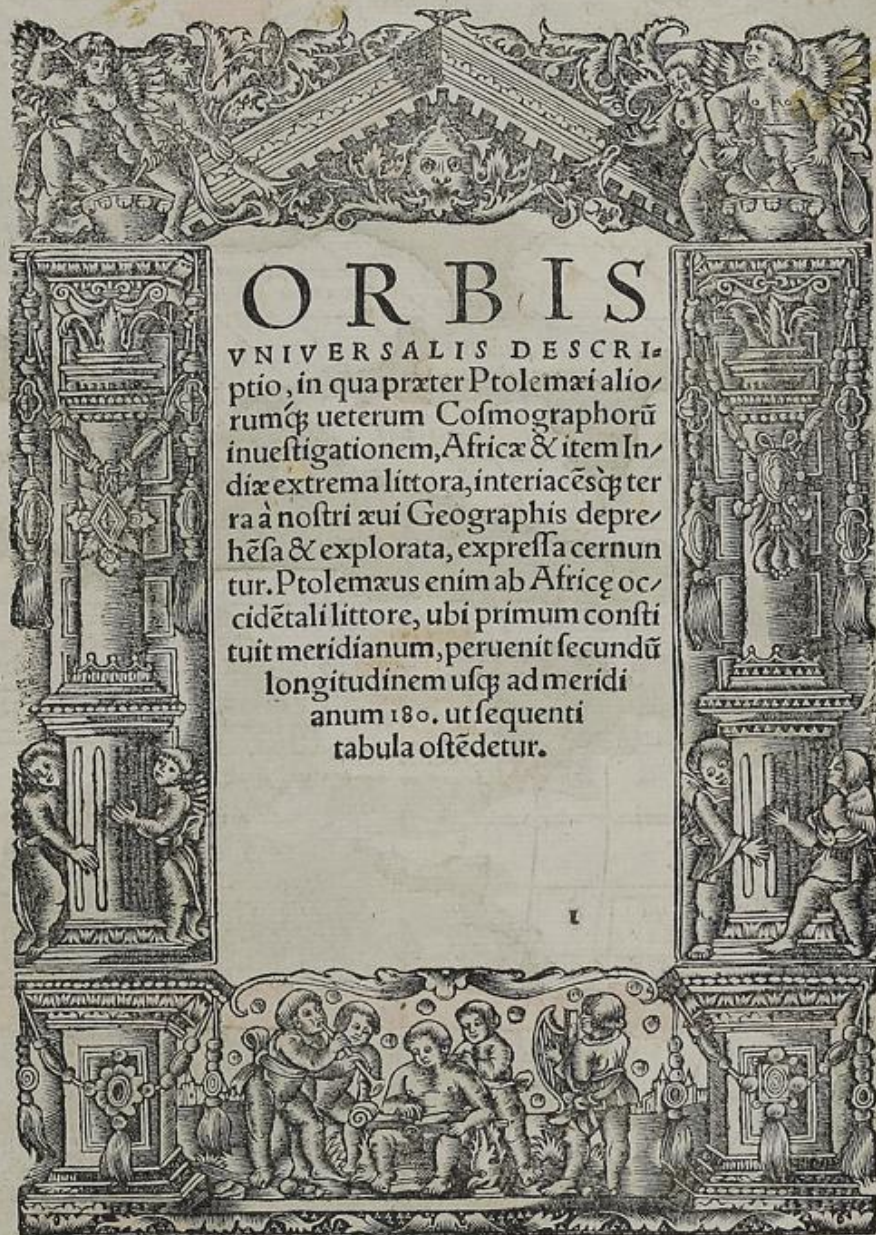 ORBIS
VNIVERSALIS DESCRI⸗
ptio, in qua præter Ptolemæi alio/
rumq́ꝫ ueterum Coſmographorũ
inueſtigationem, Africæ & item In/
diæ extrema littora, interiacẽsq̀ꝫ ter
ra à noſtri æui Geographis depre/
hẽſa & explorata, expreſſa cernun
tur. Ptolemæus enim ab Africę oc/
cidẽtali littore, ubi primum conſti
tuit meridianum, peruenit ſecundũ
longitudinem uſqꝫ ad meridi
anum 180. ut ſequenti
tabula oſtẽdetur.
1